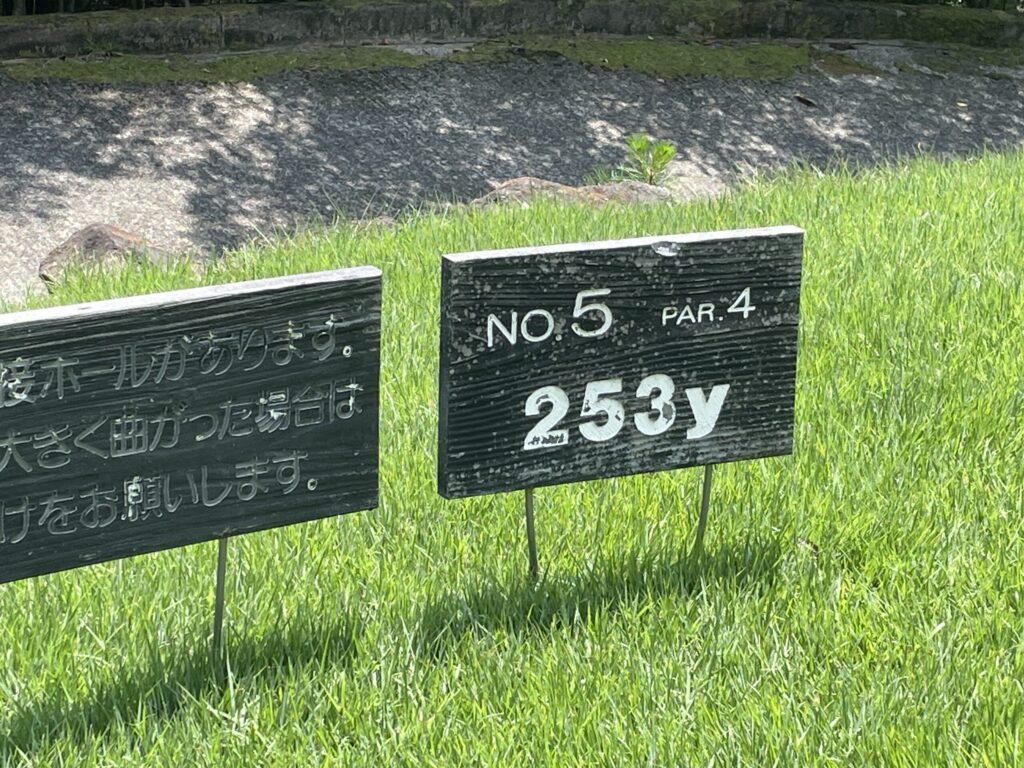 接ホールがあります。
大きく曲がった場合は
けをお願いします。
NO.5 PAR.4
253y